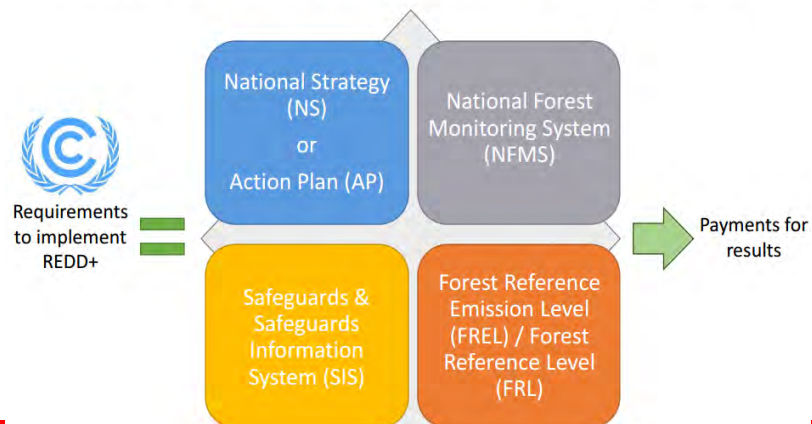 National Strategy
(NS)
or
Action Plan (AP)
National Forest
Monitoring System
(NFMS)
Requirements
to implement
REDD+
Payments for
results
Safeguards &
Safeguards
Information
System (SIS)
Forest Reference
Emission Level
(FREL) / Forest
Reference Level
(FRL)